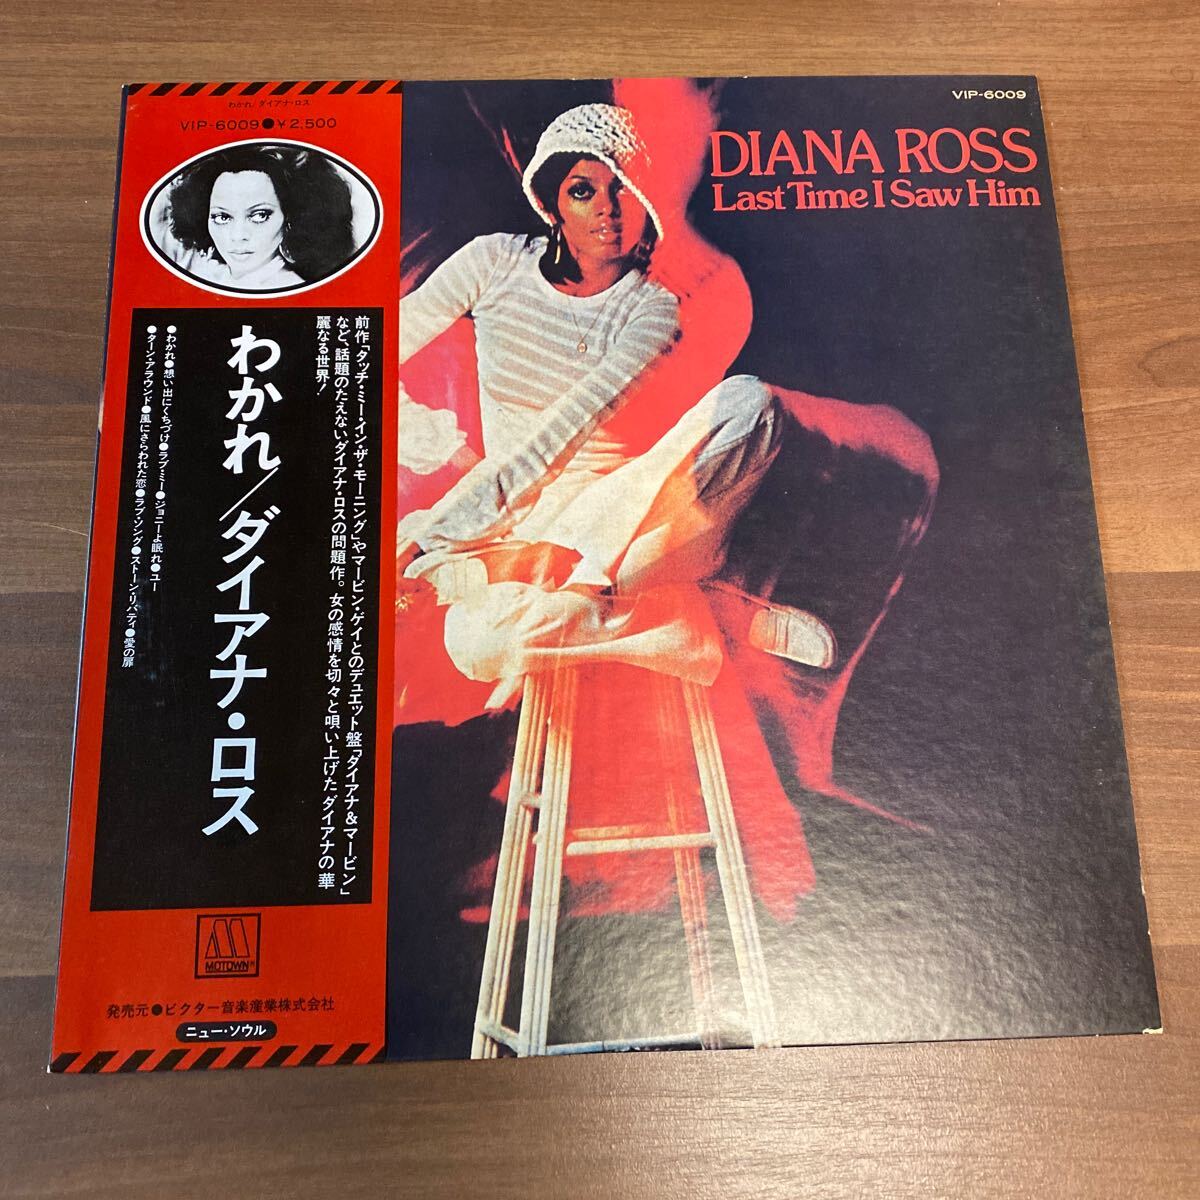 わかれ/ダイアナ・ロス
VIP-6009●¥2,500
わかれ/ダイアナ・ロス
前作「タッチ・ミー・イン・ザ・モーニング」やマービン・ゲイとのデュエット盤「ダイアナ&マービン」
など、話題のたえないダイアナ・ロスの問題作。女の感情を切々と唄い上げたダイアナの華
麗なる世界!
●わかれ●想い出にくちづけ●ラブ・ミー●ジョニーよ眠れ●ユー
●ターン・アラウンド●風にさらわれた恋●ラブ・ソング●ストーン・リバティ●愛の扉
MOTOWN
発売元●ビクター音楽産業株式会社
ニュー・ソウル
VIP-6009
DIANA ROSS
Last Time I Saw Him